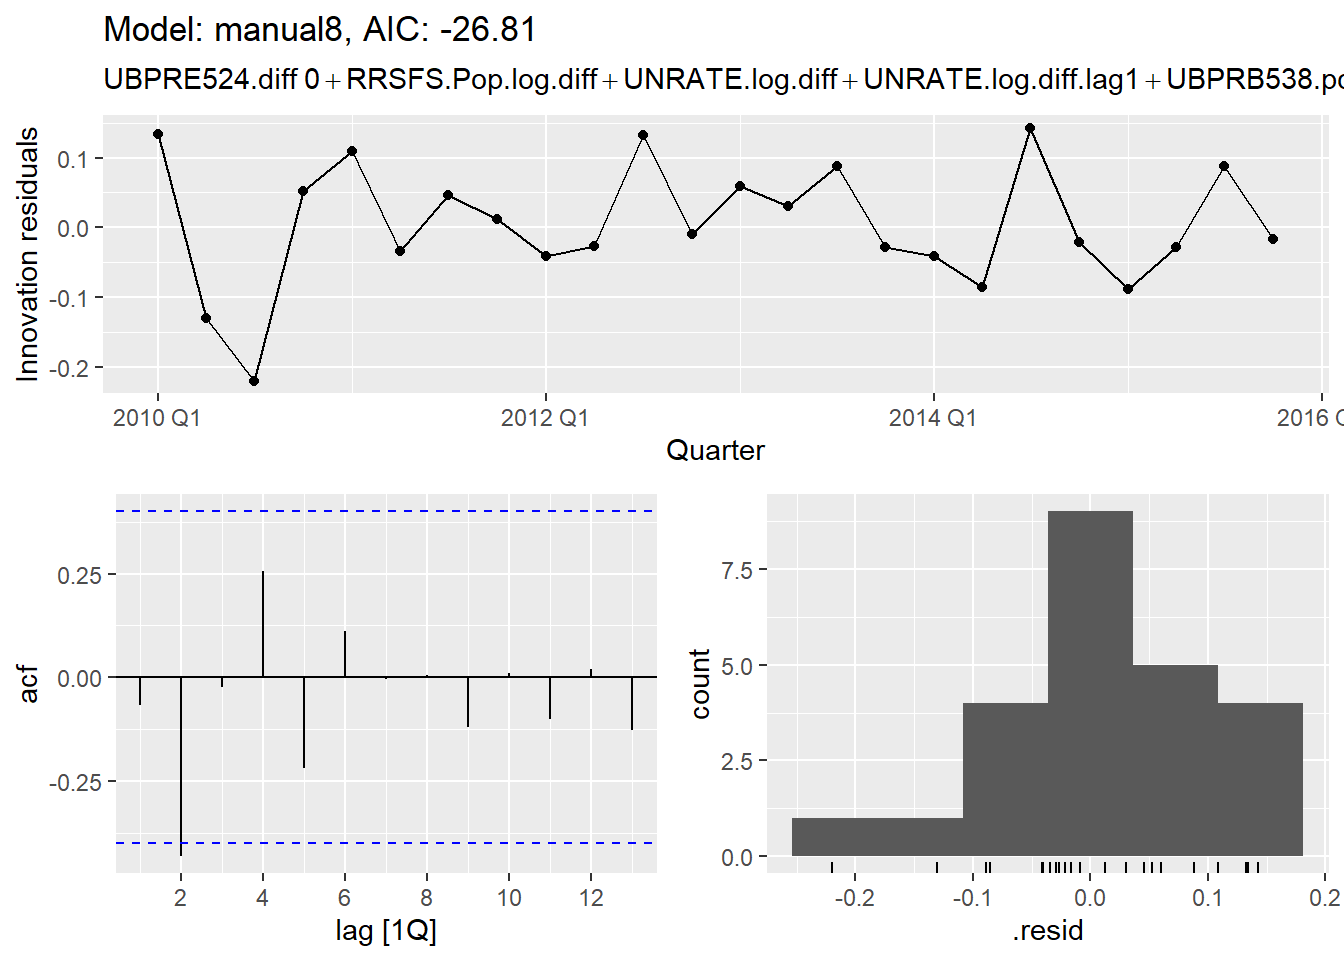 Model: manual8, AIC: -26.81
UBPRE524.diff 0+RRSFS.Pop.log.diff+UNRATE.log.diff+UNRATE.log.diff.lag1+UBPRB538.po
Innovation residuals
0.1
0.0
-0.1
-0.2
2010 Q1 2012 Q1 2014 Q1 2016 Q
Quarter
acf
0.25
0.00
-0.25
2 4 6 8 10 12
lag [1Q]
count
7.5
5.0
2.5
0.0
-0.2 -0.1 0.0 0.1 0.2
.resid